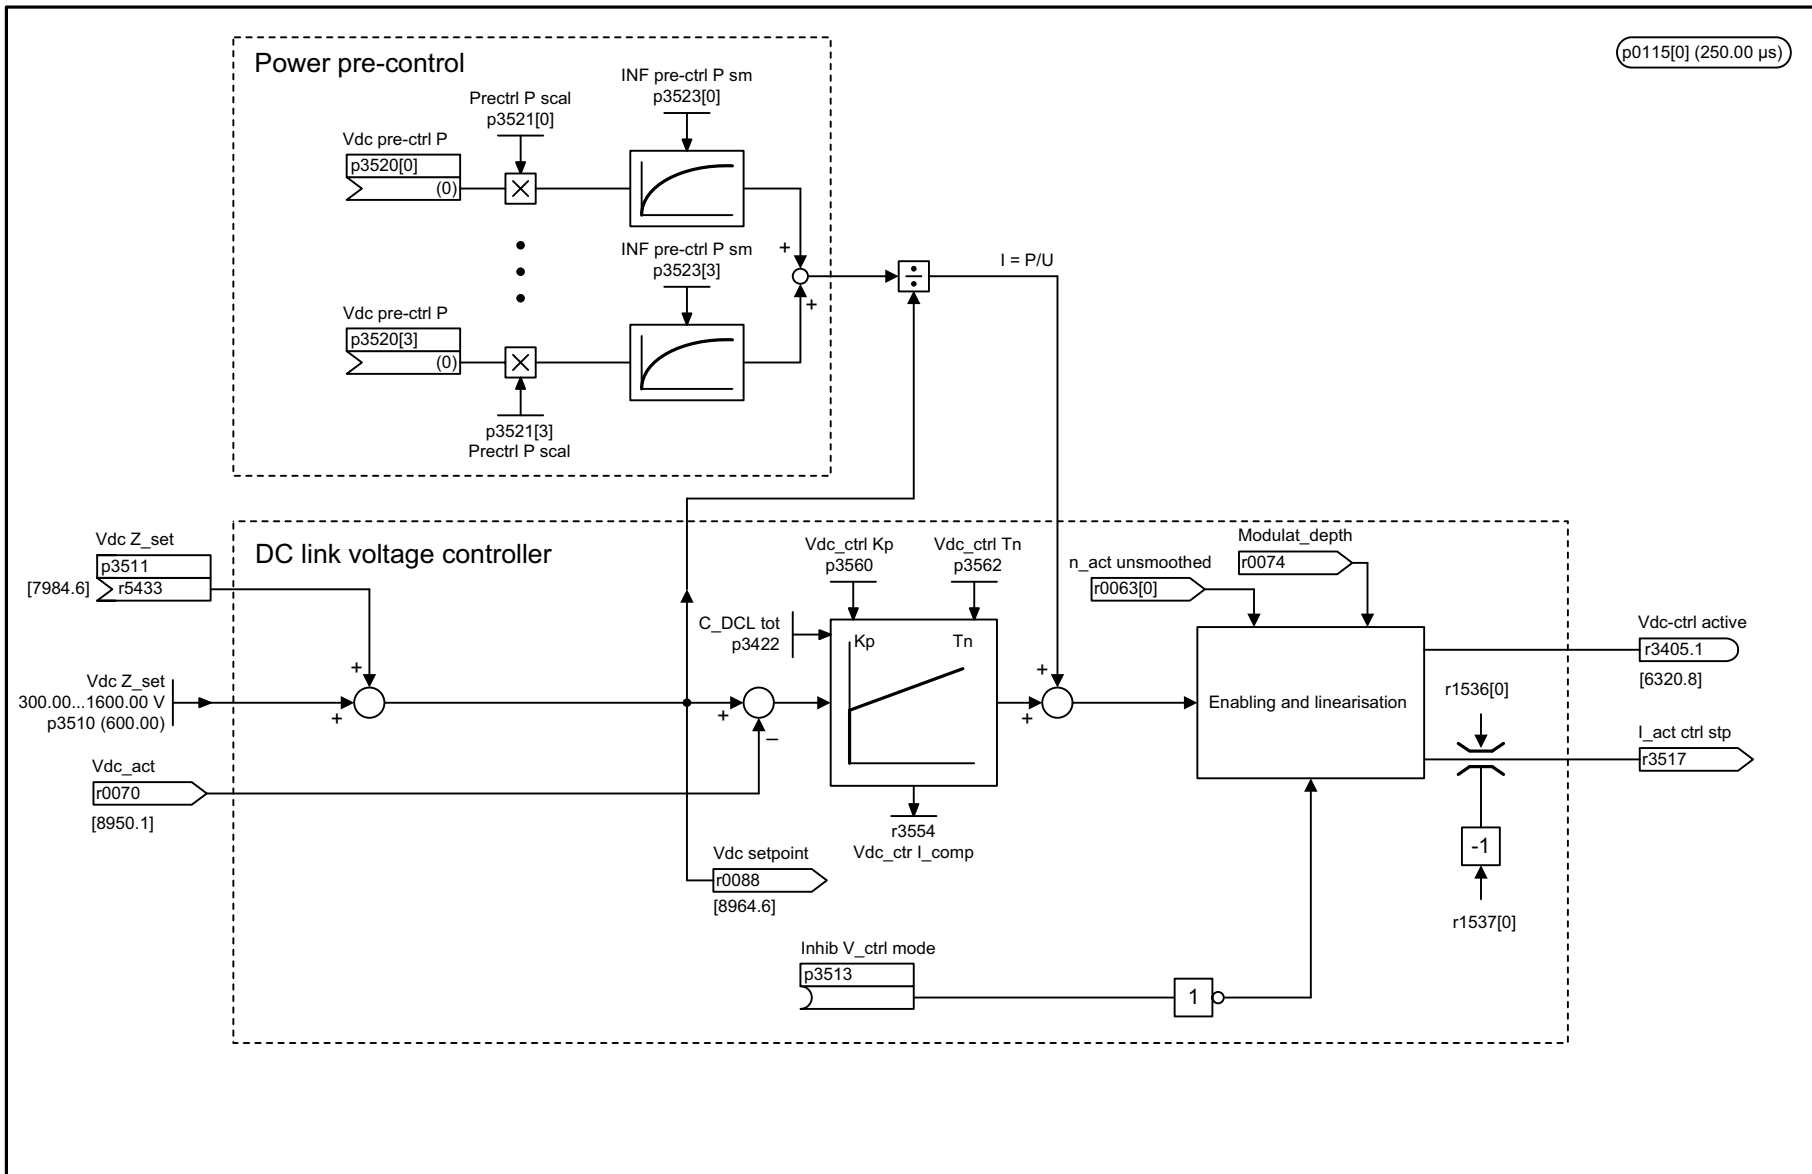 p0115[0] (250.00 µs)
Power pre-control
INF pre-ctrl P sm
p3523[0]
Prectrl P scal
p3521[0]
Vdc pre-ctrl P
p3520[0]
(0)
+
INF pre-ctrl P sm
p3523[3]
I = P/U
+
Vdc pre-ctrl P
p3520[3]
(0)
p3521[3]
Prectrl P scal
DC link voltage controller
Vdc Z_set
p3511
r5433
[7984.6]
Vdc_ctrl Kp
p3560
Vdc_ctrl Tn
p3562
n_act unsmoothed
r0063[0]
Modulat_depth
r0074
C_DCL tot
p3422
Kp
Tn
Vdc-ctrl active
r3405.1
[6320.8]
+
+
Vdc Z_set
300.00...1600.00 V
p3510 (600.00)
+
+
–
+
Enabling and linearisation
r1536[0]
I_act ctrl stp
r3517
Vdc_act
r0070
[8950.1]
r3554
Vdc_ctr I_comp
-1
r1537[0]
Vdc setpoint
r0088
[8964.6]
Inhib V_ctrl mode
p3513
1